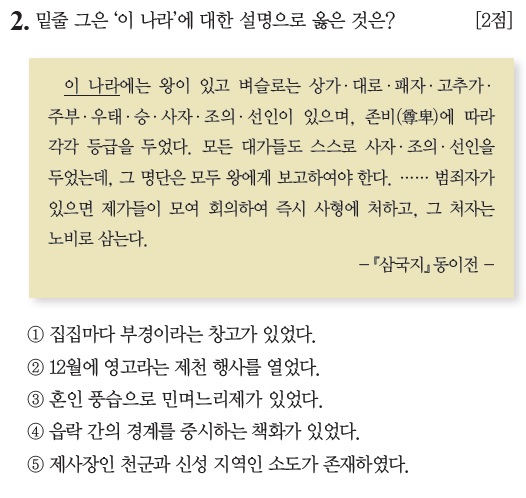 2. 밑줄 그은 ‘이 나라’에 대한 설명으로 옳은 것은? [2점]
이 나라에는 왕이 있고 벼슬로는 상가·대로·패자·고추가·
주부·우태·승·사자·조의·선인이 있으며, 존비(尊卑)에 따라
각각 등급을 두었다. 모든 대가들도 스스로 사자·조의·선인을
두었는데, 그 명단은 모두 왕에게 보고하여야 한다. …… 범죄자가
있으면 제가들이 모여 회의하여 즉시 사형에 처하고, 그 처자는
노비로 삼는다.
- 『삼국지』 동이전 -
① 집집마다 부경이라는 창고가 있었다.
② 12월에 영고라는 제천 행사를 열었다.
③ 혼인 풍습으로 민며느리제가 있었다.
④ 읍락 간의 경계를 중시하는 책화가 있었다.
⑤ 제사장인 천군과 신성 지역인 소도가 존재하였다.